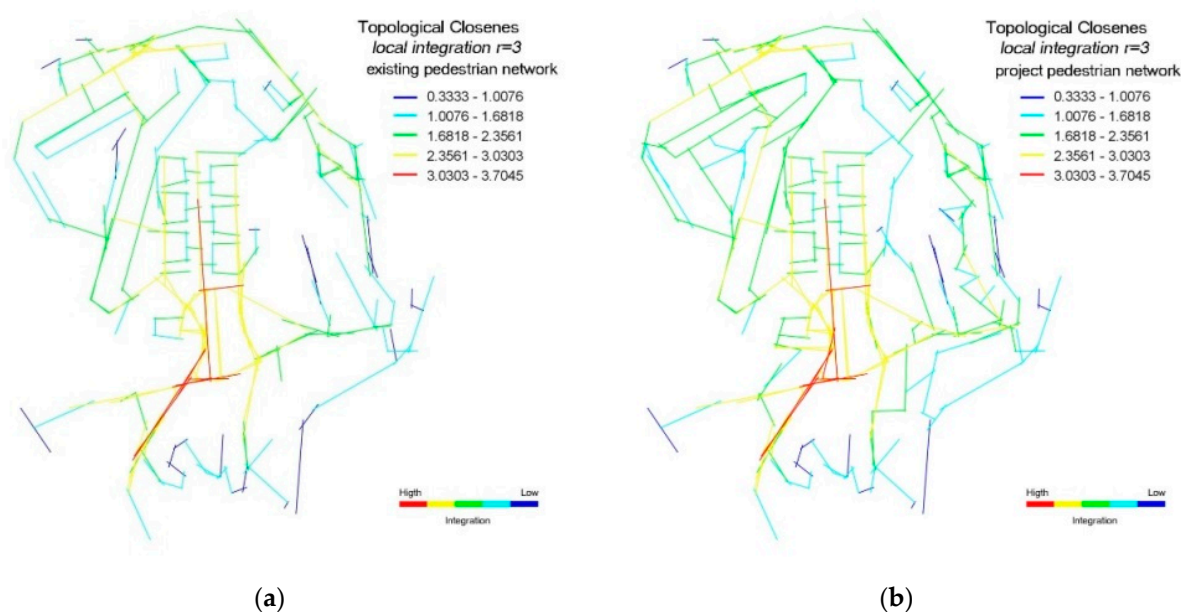 Topological Closenes
local integration r=3
existing pedestrian network
0.3333 - 1.0076
1.0076 - 1.6818
1.6818 - 2.3561
2.3561 - 3.0303
3.0303 - 3.7045
Higth Low
Integration
(a)
Topological Closenes
local integration r=3
project pedestrian network
0.3333 - 1.0076
1.0076 - 1.6818
1.6818 - 2.3561
2.3561 - 3.0303
3.0303 - 3.7045
Higth Low
Integration
(b)